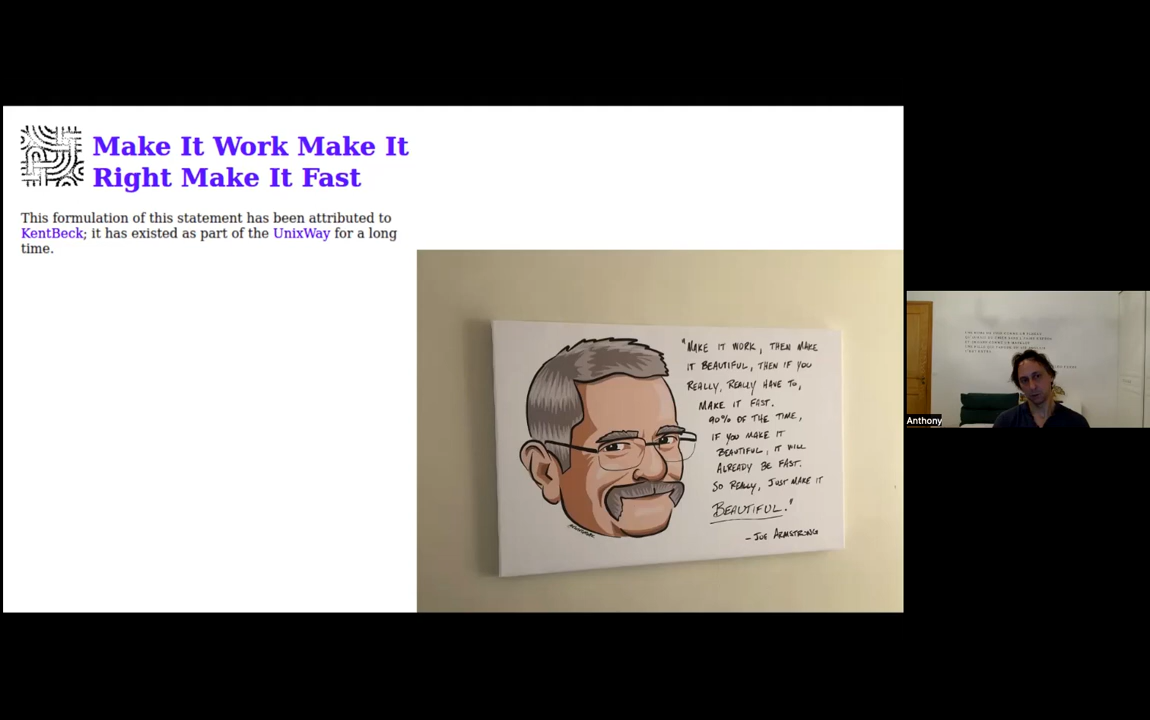 Make It Work Make It
Right Make It Fast
This formulation of this statement has been attributed to
KentBeck; it has existed as part of the UnixWay for a long
time.
"MAKE IT WORK, THEN MAKE
IT BEAUTIFUL, THEN IF YOU
REALLY, REALLY HAVE TO,
MAKE IT FAST.
90% OF THE TIME,
IF YOU MAKE IT
BEAUTIFUL, IT WILL
ALREADY BE FAST.
SO REALLY, JUST MAKE IT
BEAUTIFUL."
- JOE ARMSTRONG
Anthony